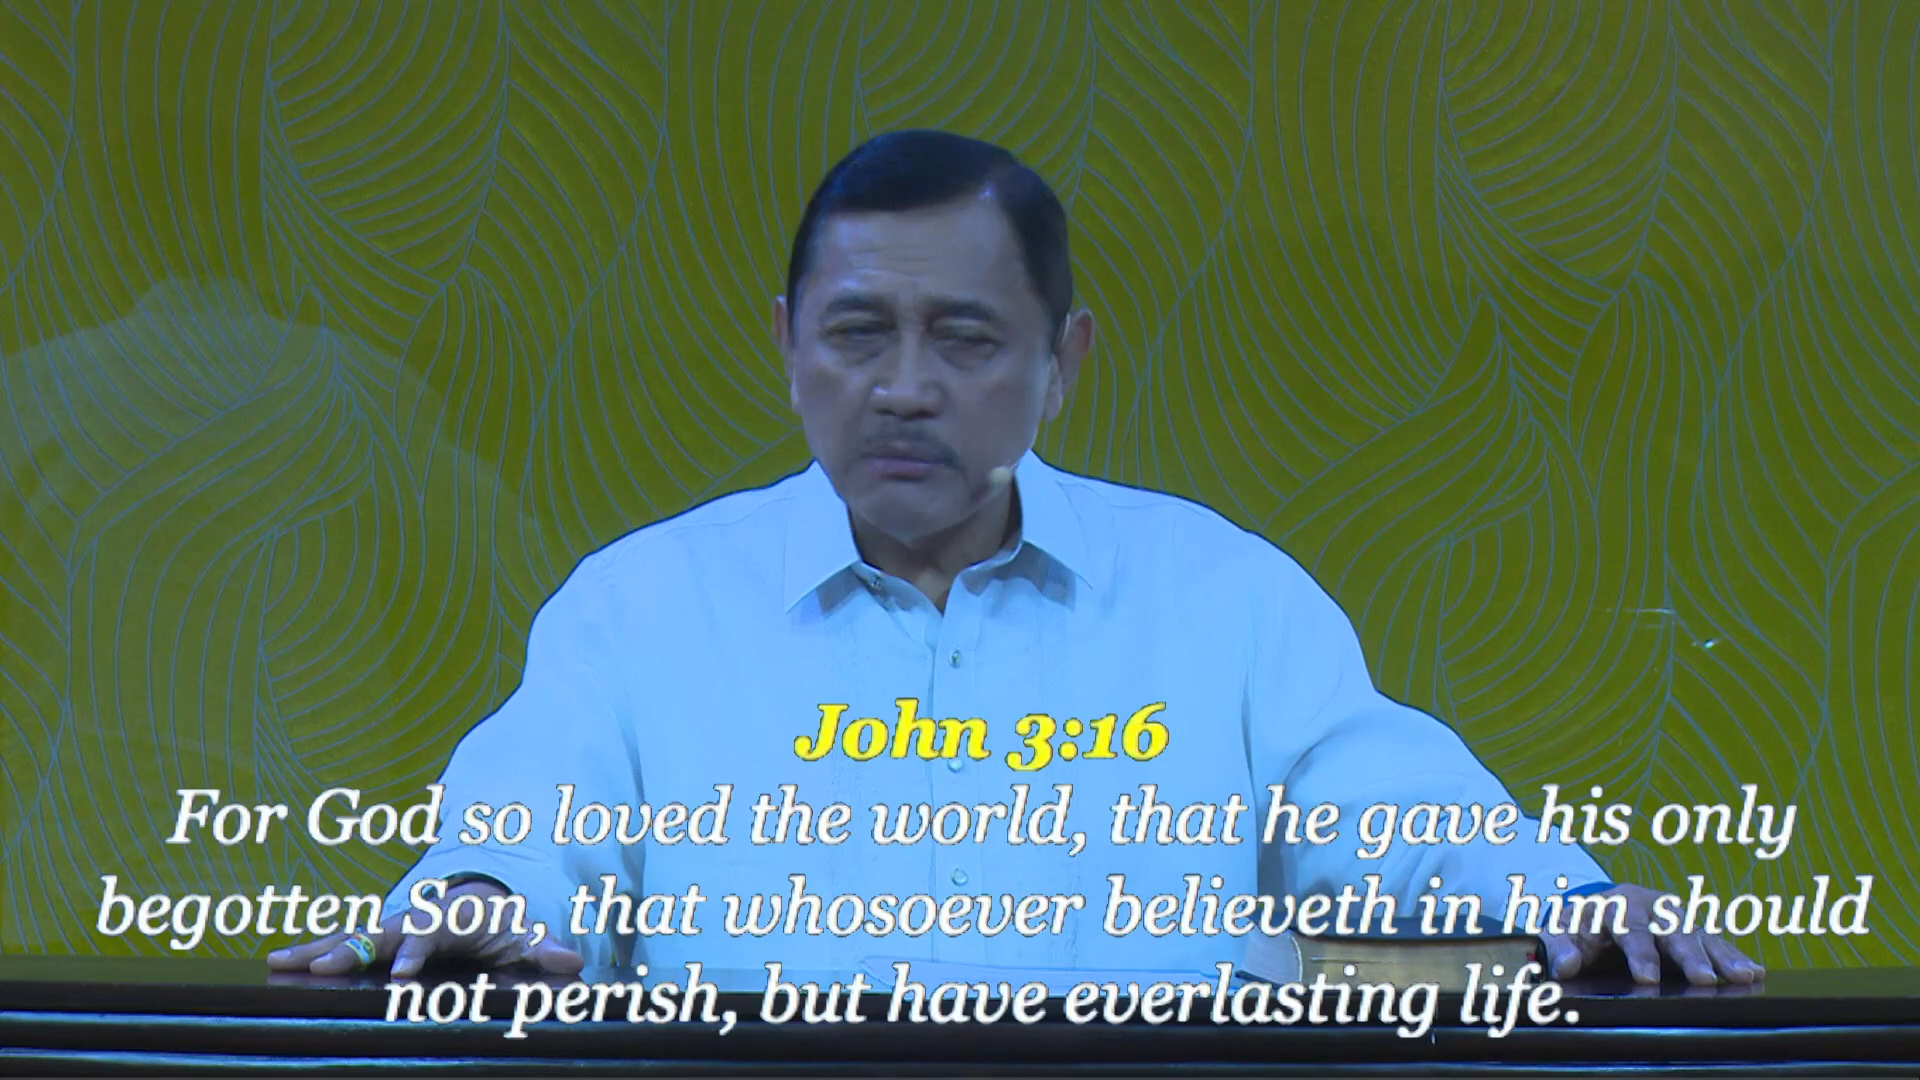 John 3:16
For God so loved the world, that he gave his only
begotten Son, that whosoever believeth in him should
not perish, but have everlasting life.